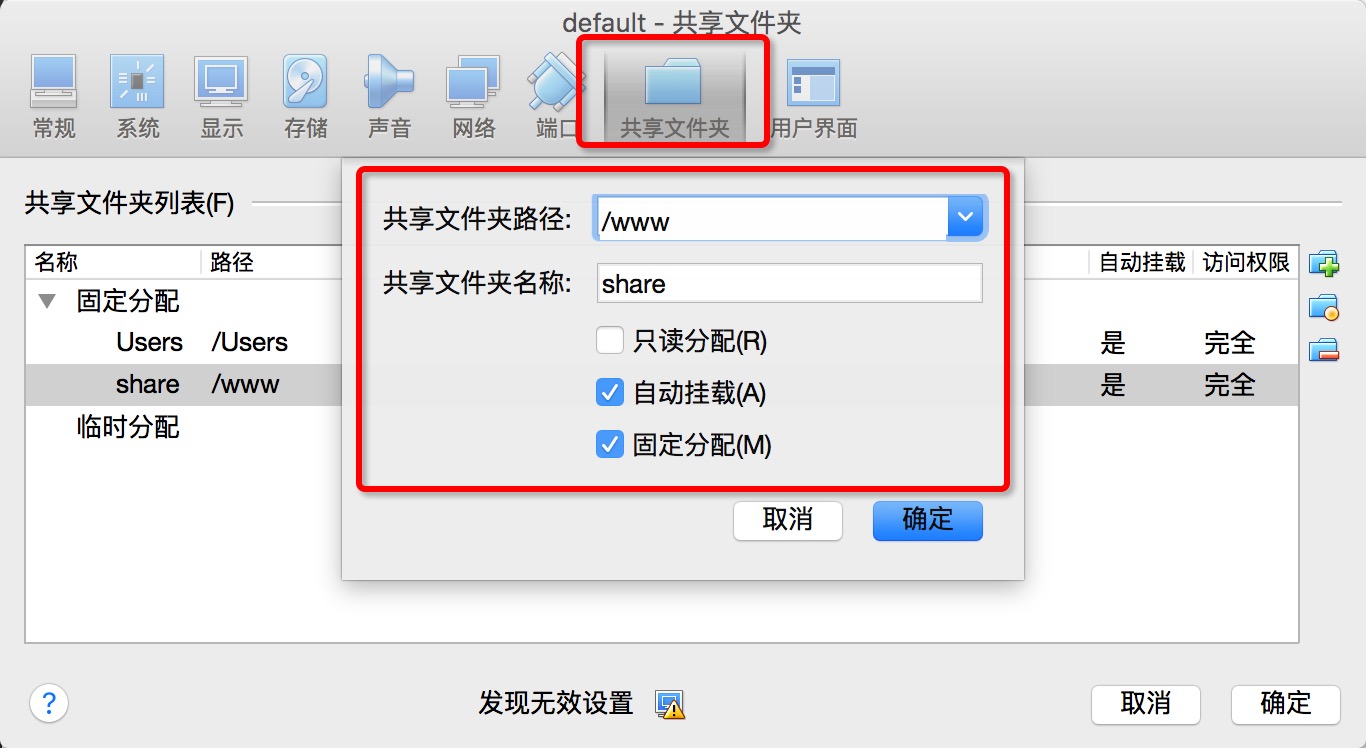 default - 共享文件夹
常规 系统 显示 存储 声音 网络 端口 共享文件夹 用户界面
共享文件夹列表(F)
名称 路径 自动挂载 访问权限
固定分配
Users /Users 是 完全
share /www 是 完全
临时分配
共享文件夹路径: /www
共享文件夹名称: share
只读分配(R)
自动挂载(A)
固定分配(M)
取消 确定
? 发现无效设置 取消 确定